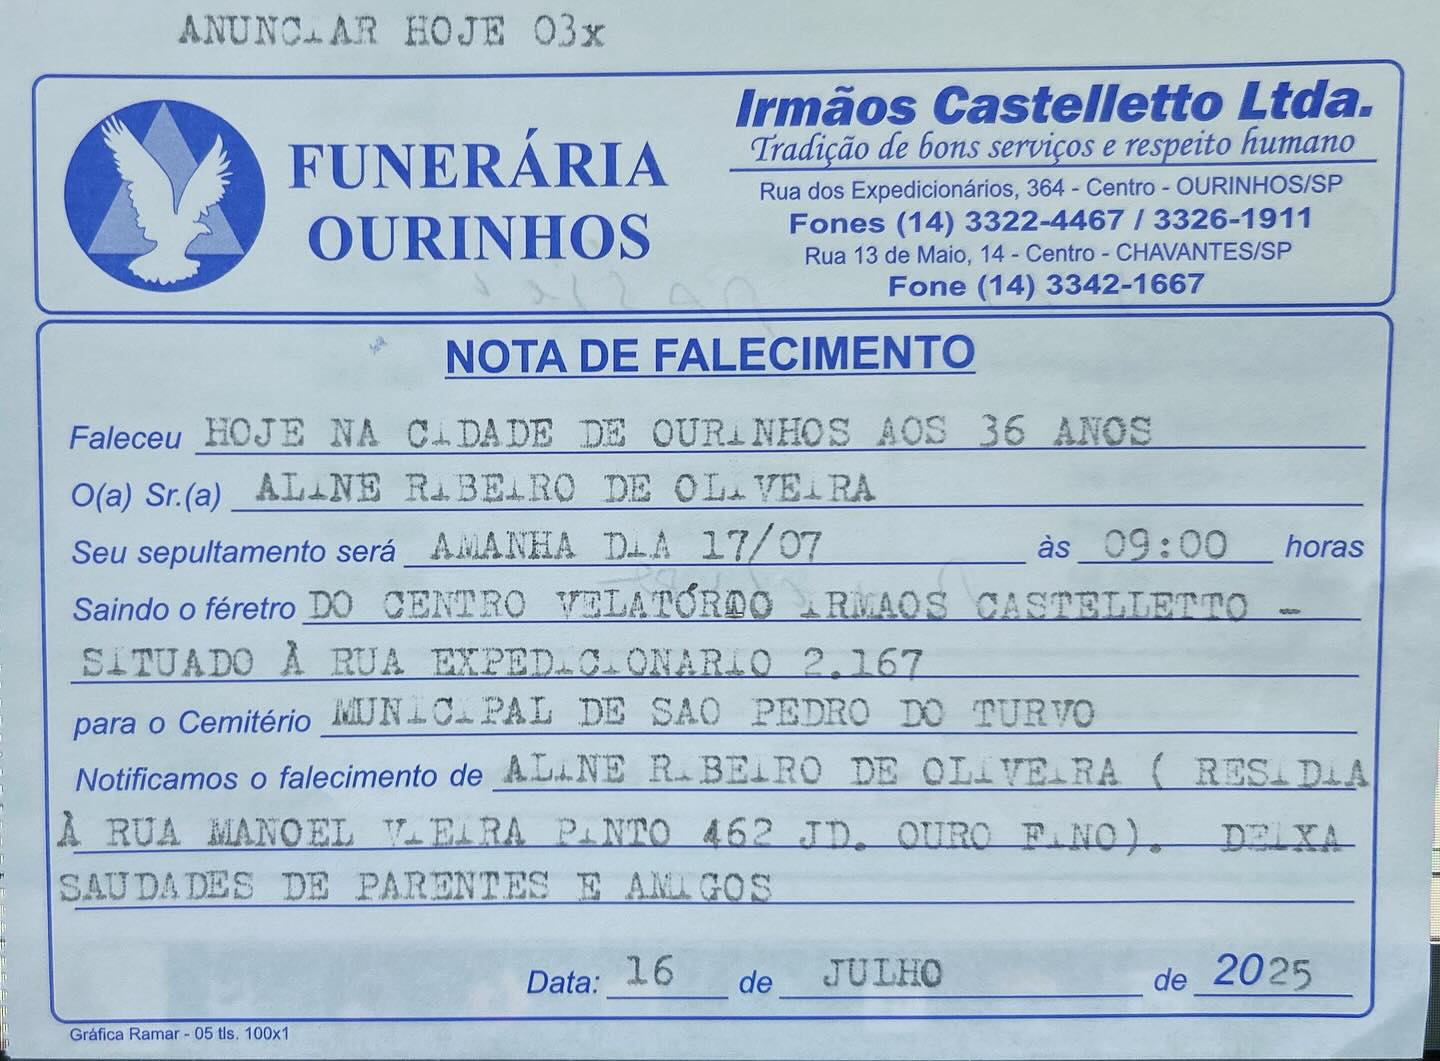 ANUNCIAR HOJE 03x
FUNERÁRIA
OURINHOS
Irmãos Castelletto Ltda.
Tradição de bons serviços e respeito humano
Rua dos Expedicionários, 364 - Centro - OURINHOS/SP
Fones (14) 3322-4467 / 3326-1911
Rua 13 de Maio, 14 - Centro - CHAVANTES/SP
Fone (14) 3342-1667
NOTA DE FALECIMENTO
Faleceu HOJE NA CIDADE DE OURINHOS AOS 36 ANOS
O(a) Sr.(a) ALINE RIBEIRO DE OLIVEIRA
Seu sepultamento será AMANHA DIA 17/07 às 09:00 horas
Saindo o féretro DO CENTRO VELATÓRIO IRMAOS CASTELLETTO -
SITUADO À RUA EXPEDICIONARIO 2.167
para o Cemitério MUNICIPAL DE SAO PEDRO DO TURVO
Notificamos o falecimento de ALINE RIBEIRO DE OLIVEIRA ( RESIDIA
À RUA MANOEL VIEIRA PINTO 462 JD. OURO FINO). DEIXA
SAUDADES DE PARENTES E AMIGOS
Data: 16 de JULHO de 2025
Gráfica Ramar - 05 tls. 100x1